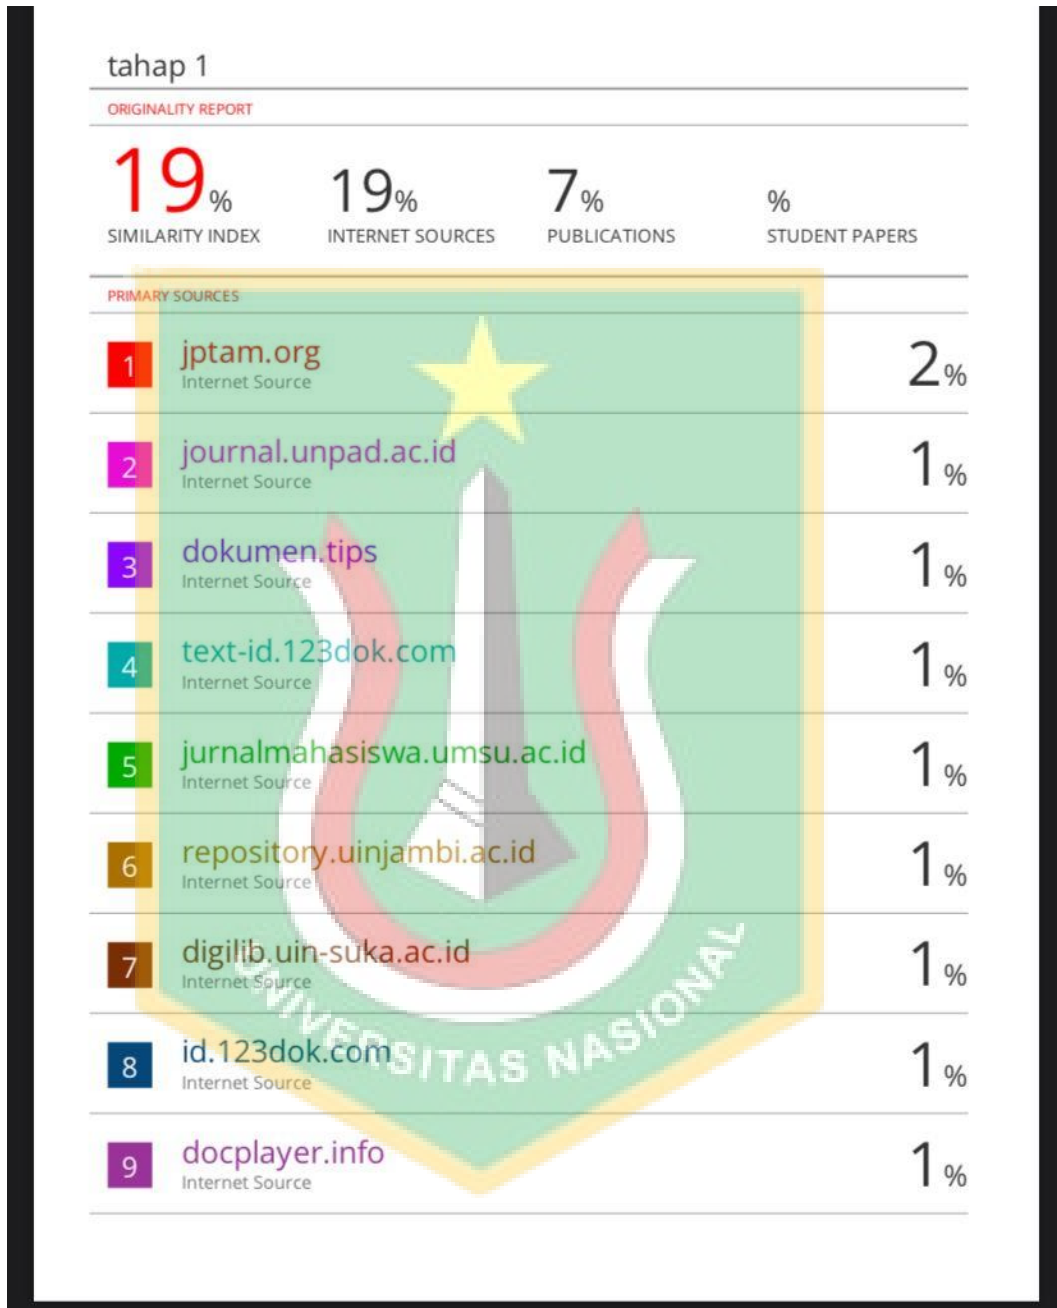 tahap 1
ORIGINALITY REPORT
19% 19% 7% %
SIMILARITY INDEX INTERNET SOURCES PUBLICATIONS STUDENT PAPERS
PRIMARY SOURCES
1 jptam.org 2%
Internet Source
2 journal.unpad.ac.id 1%
Internet Source
3 dokumen.tips 1%
Internet Source
4 text-id.123dok.com 1%
Internet Source
5 jurnalmahasiswa.umsu.ac.id 1%
Internet Source
6 repository.uinjambi.ac.id 1%
Internet Source
7 digilib.uin-suka.ac.id 1%
Internet Source
8 id.123dok.com 1%
Internet Source
9 docplayer.info 1%
Internet Source
UNIVERSITAS NASIONAL